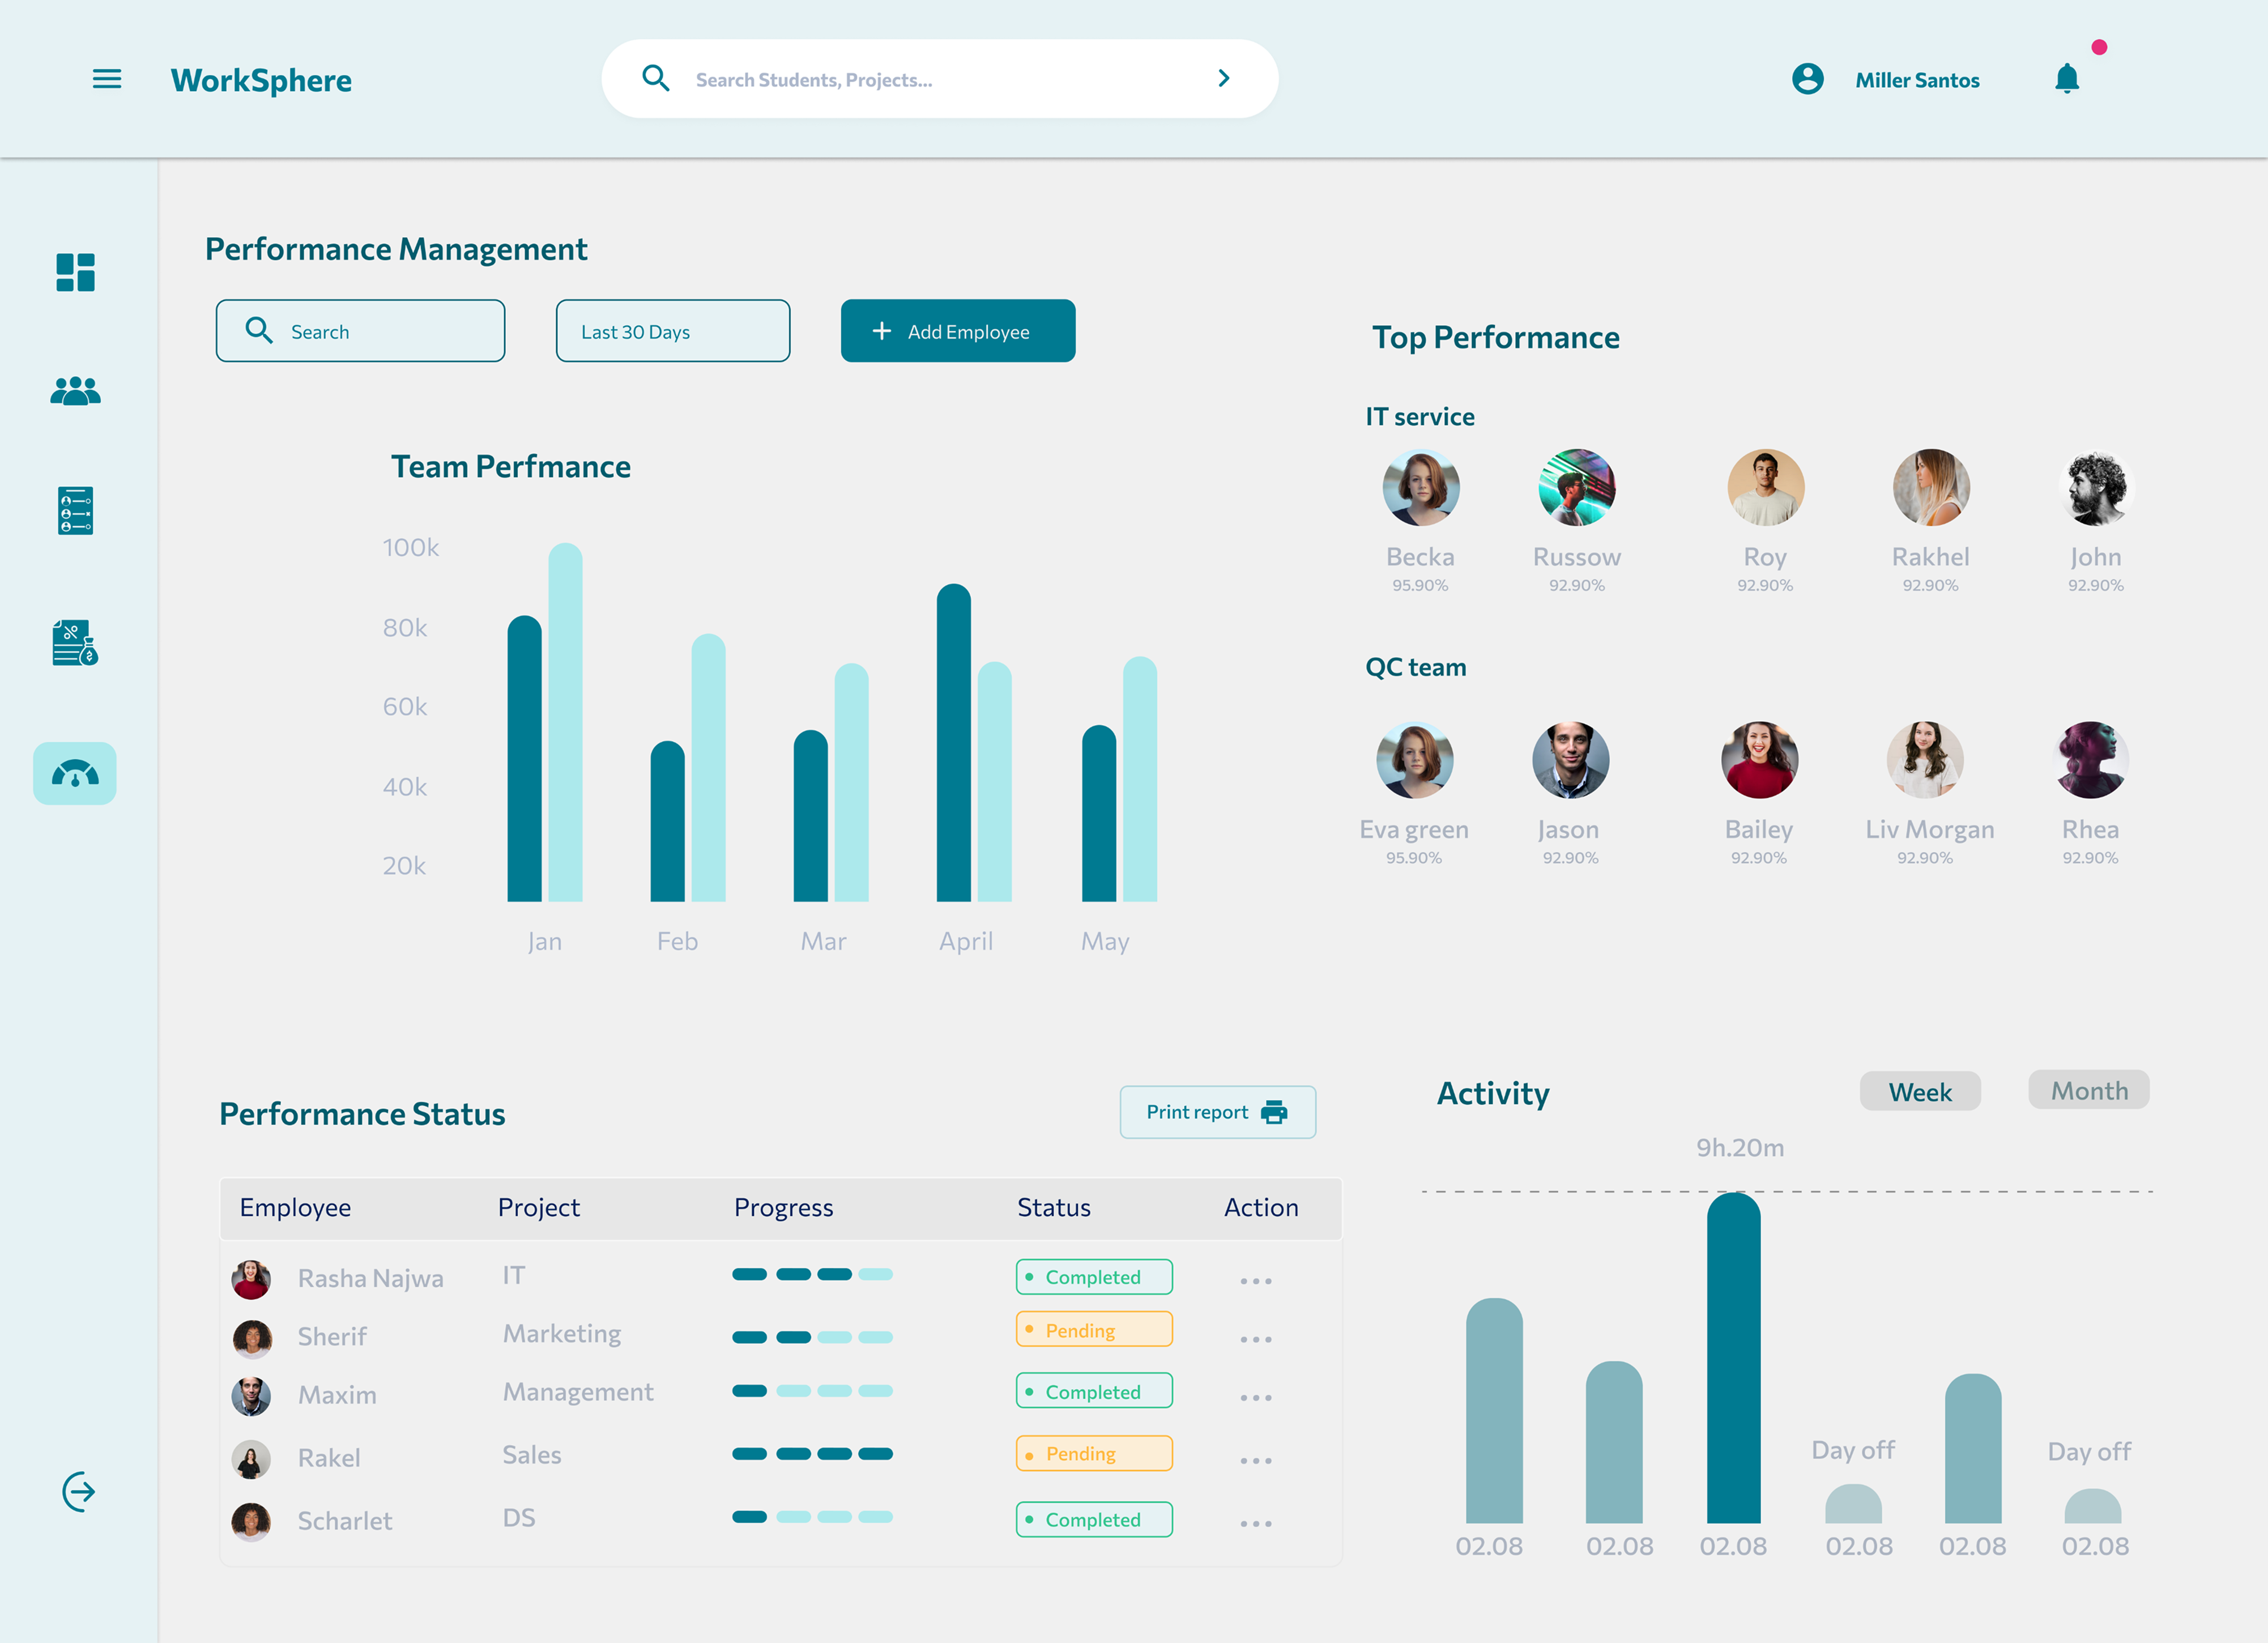 WorkSphere
Search Students, Projects...
Miller Santos
Performance Management
Search
Last 30 Days
+ Add Employee
Team Perfmance
100k
80k
60k
40k
20k
Jan Feb Mar April May
Top Performance
IT service
Becka Russow Roy Rakhel John
95.90% 92.90% 92.90% 92.90% 92.90%
QC team
Eva green Jason Bailey Liv Morgan Rhea
95.90% 92.90% 92.90% 92.90% 92.90%
Performance Status
Print report
Employee Project Progress Status Action
Rasha Najwa IT Completed ...
Sherif Marketing Pending ...
Maxim Management Completed ...
Rakel Sales Pending ...
Scharlet DS Completed ...
Activity
Week
Month
9h.20m
Day off
Day off
02.08 02.08 02.08 02.08 02.08 02.08